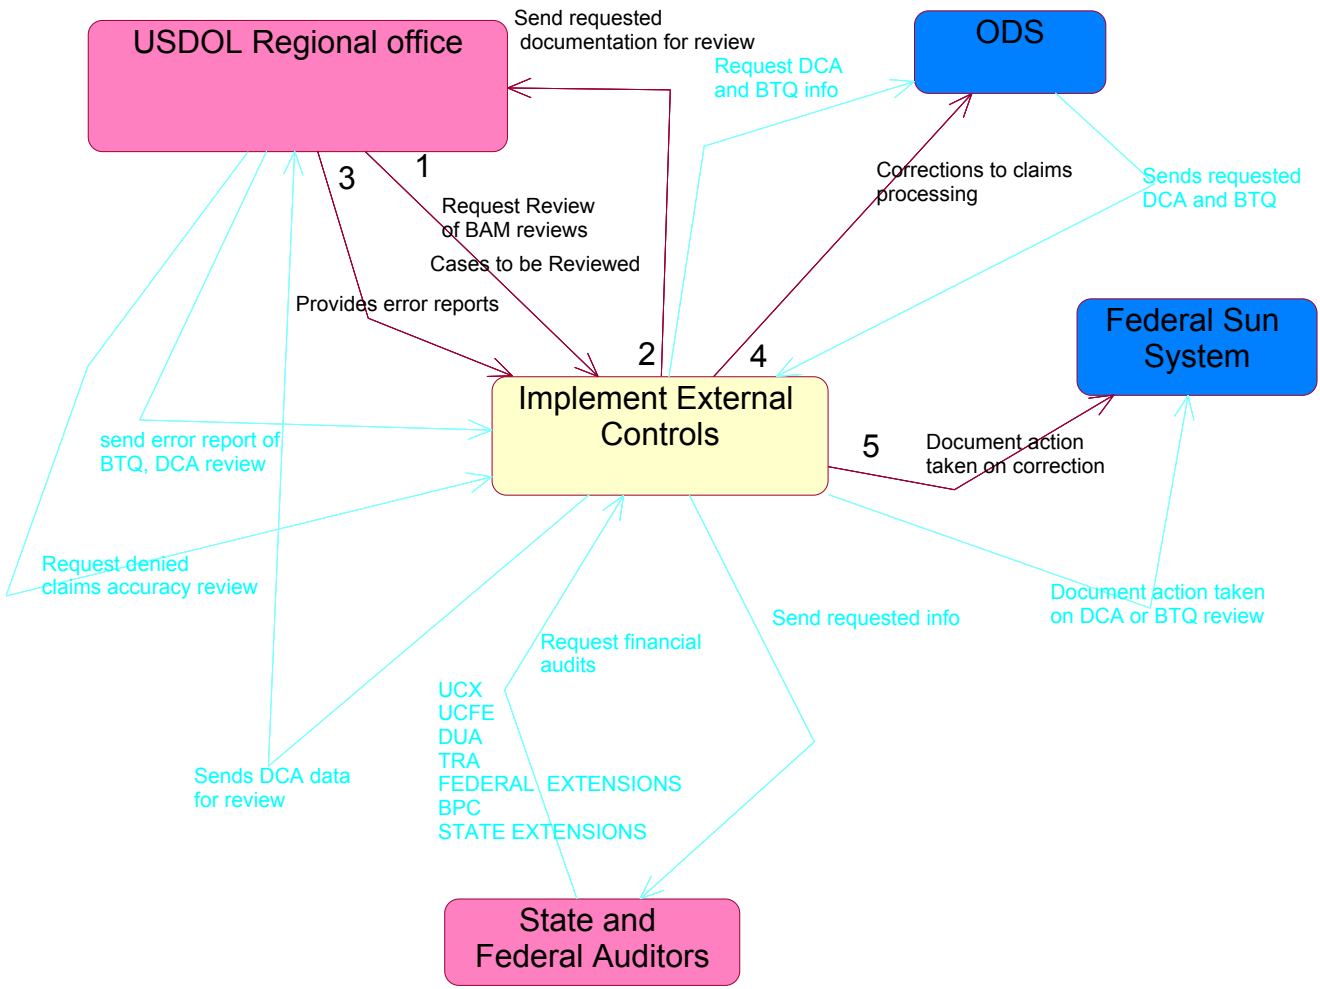 USDOL Regional office
Send requested
documentation for review
ODS
Request DCA
and BTQ info
1
3
Corrections to claims
processing
Sends requested
DCA and BTQ
Request Review
of BAM reviews
Cases to be Reviewed
Provides error reports
2
4
Federal Sun
System
Implement External
Controls
5
Document action
taken on correction
send error report of
BTQ, DCA review
Request denied
claims accuracy review
Document action taken
on DCA or BTQ review
Send requested info
Request financial
audits
UCX
UCFE
DUA
TRA
FEDERAL EXTENSIONS
BPC
STATE EXTENSIONS
Sends DCA data
for review
State and
Federal Auditors